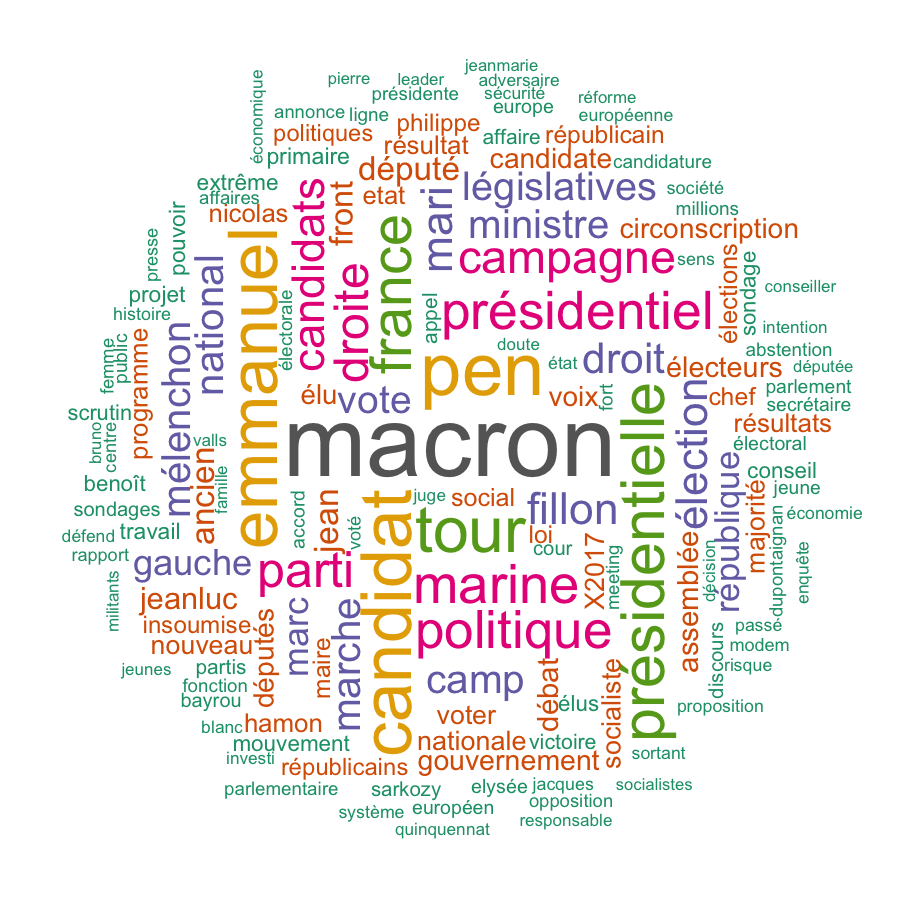 jeanmarie
pierre
leader
adversaire
présidente
sécurité
europe
réforme
européenne
économique
annonce
ligne
philippe
politiques
affaire
républicain
résultat
primaire
député
candidate
candidature
extrême
affaires
etat
front
candidats
mari
législatives
société
nicolas
pouvoir
presse
france
ministre
millions
circonscription
emmanuel
droite
campagne
sens
élections
sondage
national
projet
histoire
électorale
appel
présidentiel
conseiller
intention
doute
abstention
femme
public
programme
mélenchon
pen
état
droit
électeurs
députée
parlement
secrétaire
élu
vote
voix
fort
chef
scrutin
résultats
macron
présidentielle
élection
électoral
bruno
centre
valls
ancien
famille
benoît
conseil
jeune
république
majorité
sondages
accord
jean
voté
candidat
juge
social
fillon
tour
loi
cour
économie
dupontaignan
défend
travail
rapport
gauche
parti
marine
X2017
meeting
assemblée
décision
enquête
militants
jeanluc
insoumise
nouveau
députés
marc
maire
marche
politique
passé
modem
risque
discours
jeunes
partis
fonction
bayrou
camp
débat
élus
socialiste
proposition
blanc
hamon
voter
mouvement
nationale
victoire
sortant
investi
républicains
gouvernement
parlementaire
sarkozy
elysée
jacques
socialistes
système
européen
opposition
quinquennat
responsable